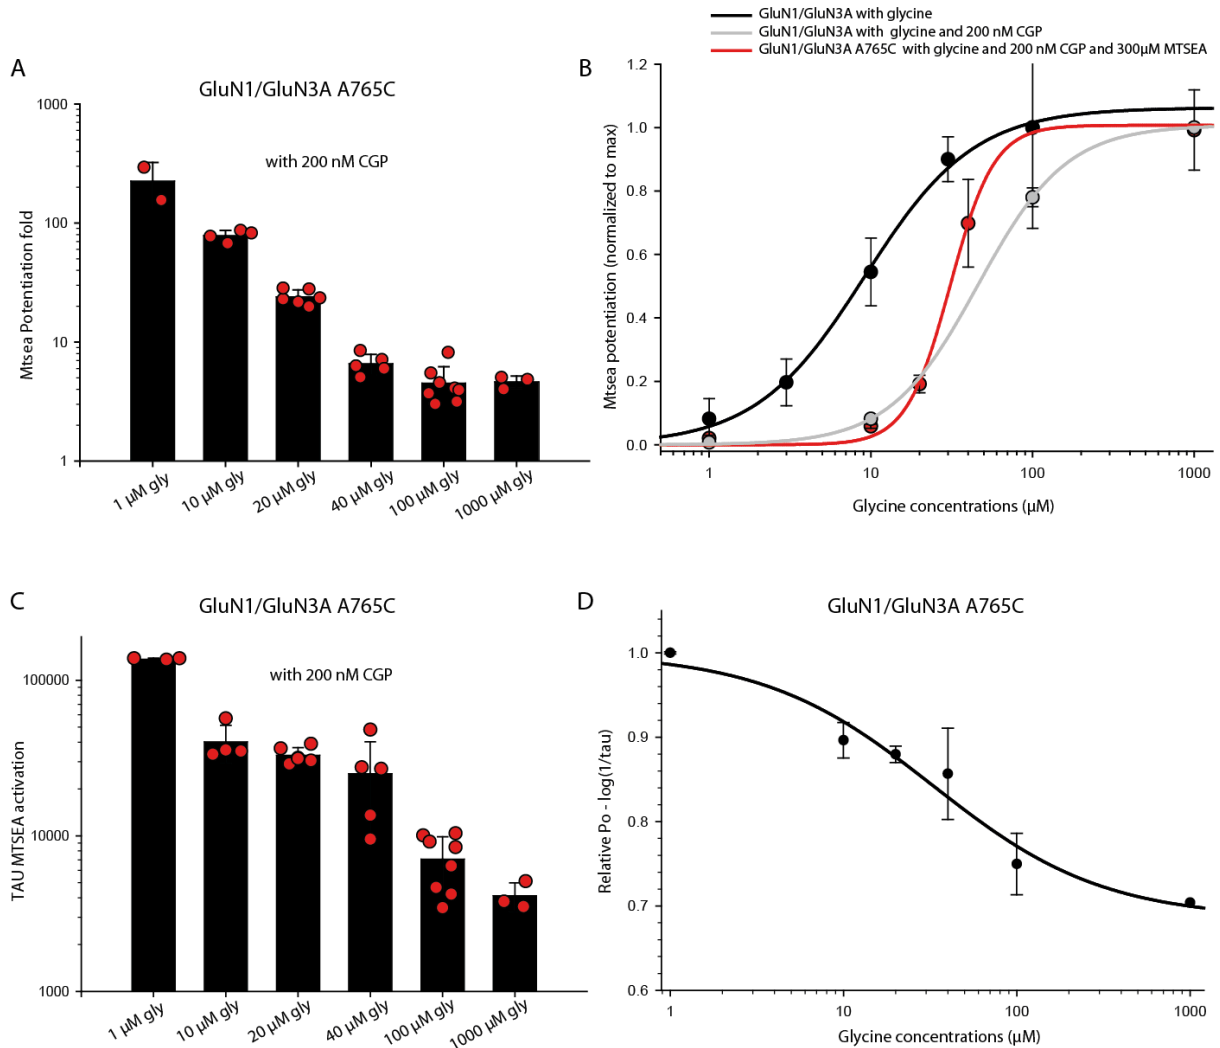 GluN1/GluN3A with glycine
GluN1/GluN3A with glycine and 200 nM CGP
GluN1/GluN3A A765C with glycine and 200 nM CGP and 300µM MTSEA
A
GluN1/GluN3A A765C
with 200 nM CGP
Mtsea Potentiation fold
1000
100
10
1
1 µM gly
10 µM gly
20 µM gly
40 µM gly
100 µM gly
1000 µM gly
B
Mtsea potentiation (normalized to max)
1.2
1.0
0.8
0.6
0.4
0.2
0.0
1
10
100
1000
Glycine concentrations (µM)
C
GluN1/GluN3A A765C
with 200 nM CGP
TAU MTSEA activation
100000
10000
1000
1 µM gly
10 µM gly
20 µM gly
40 µM gly
100 µM gly
1000 µM gly
D
GluN1/GluN3A A765C
Relative Po - log(1/tau)
1.0
0.9
0.8
0.7
0.6
1
10
100
1000
Glycine concentrations (µM)